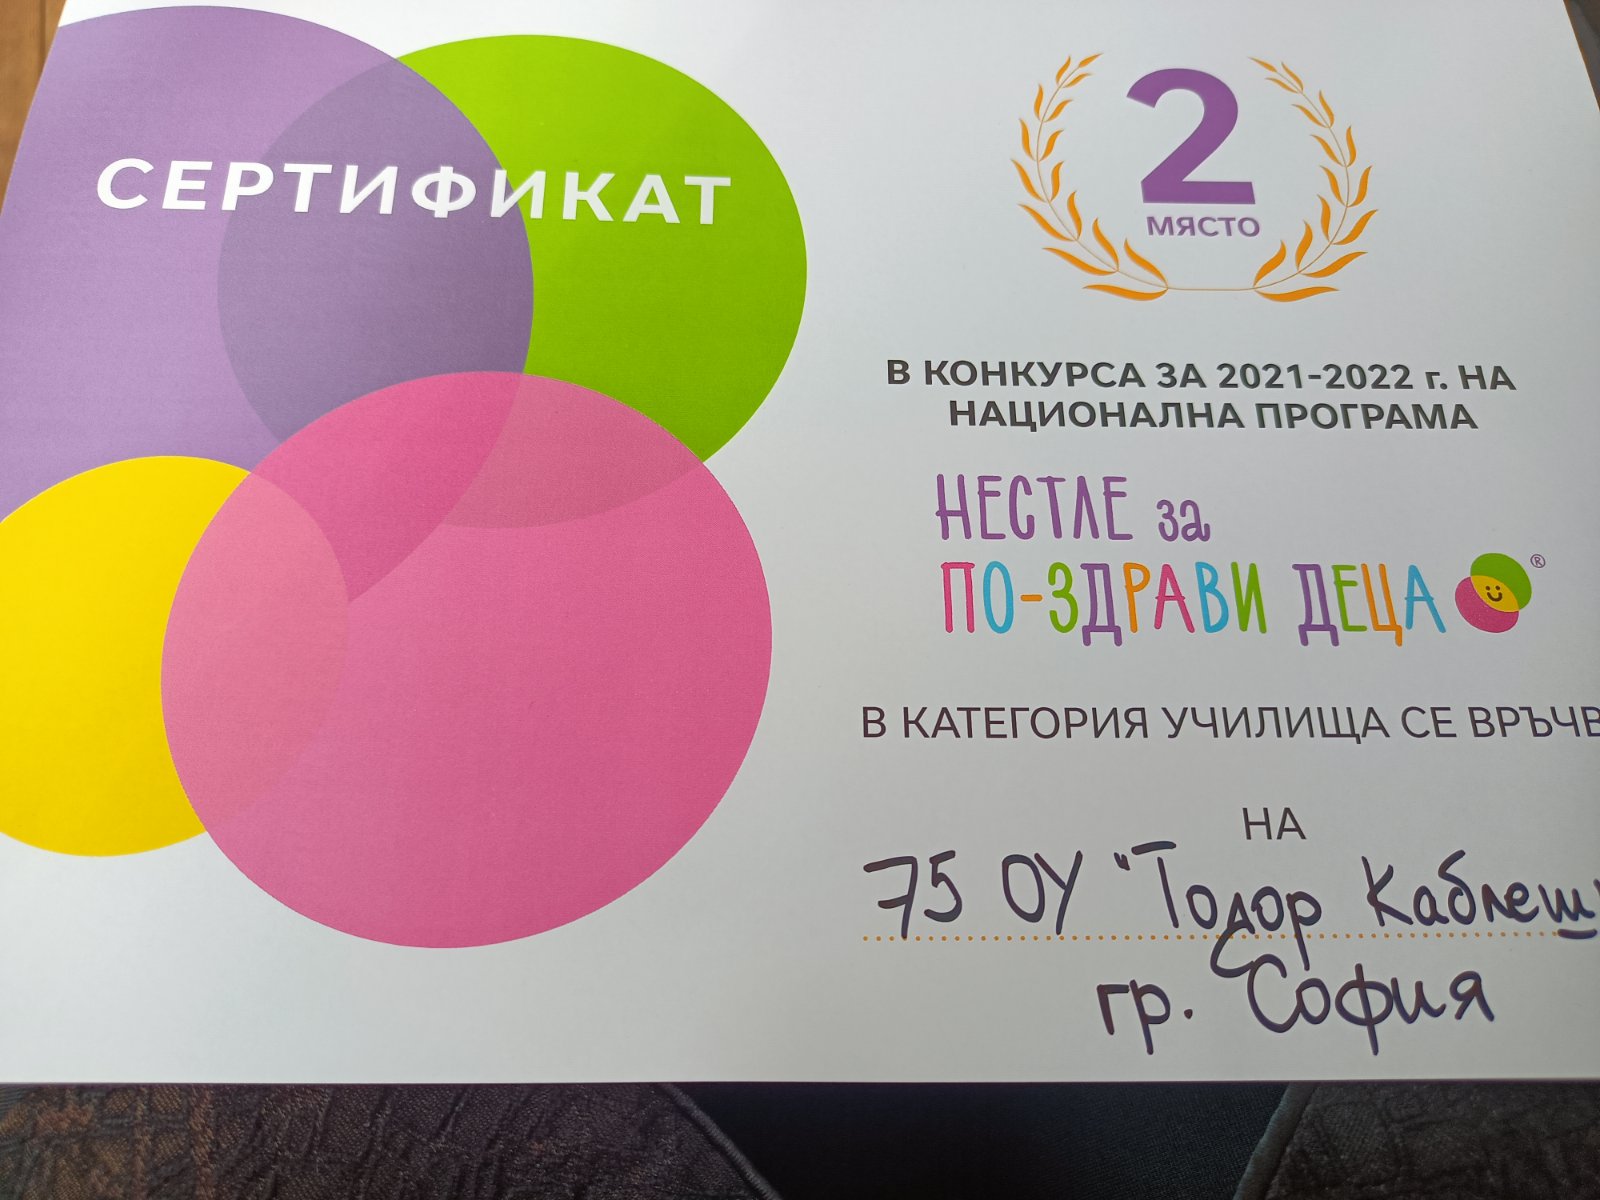 СЕРТИФИКАТ
2
МЯСТО
В КОНКУРСА ЗА 2021-2022 г. НА
НАЦИОНАЛНА ПРОГРАМА
НЕСТЛЕ за
ПО-ЗДРАВИ ДЕЦА ®
В КАТЕГОРИЯ УЧИЛИЩА СЕ ВРЪЧВ
НА
75 ОУ "Тодор Каблеш
гр. София